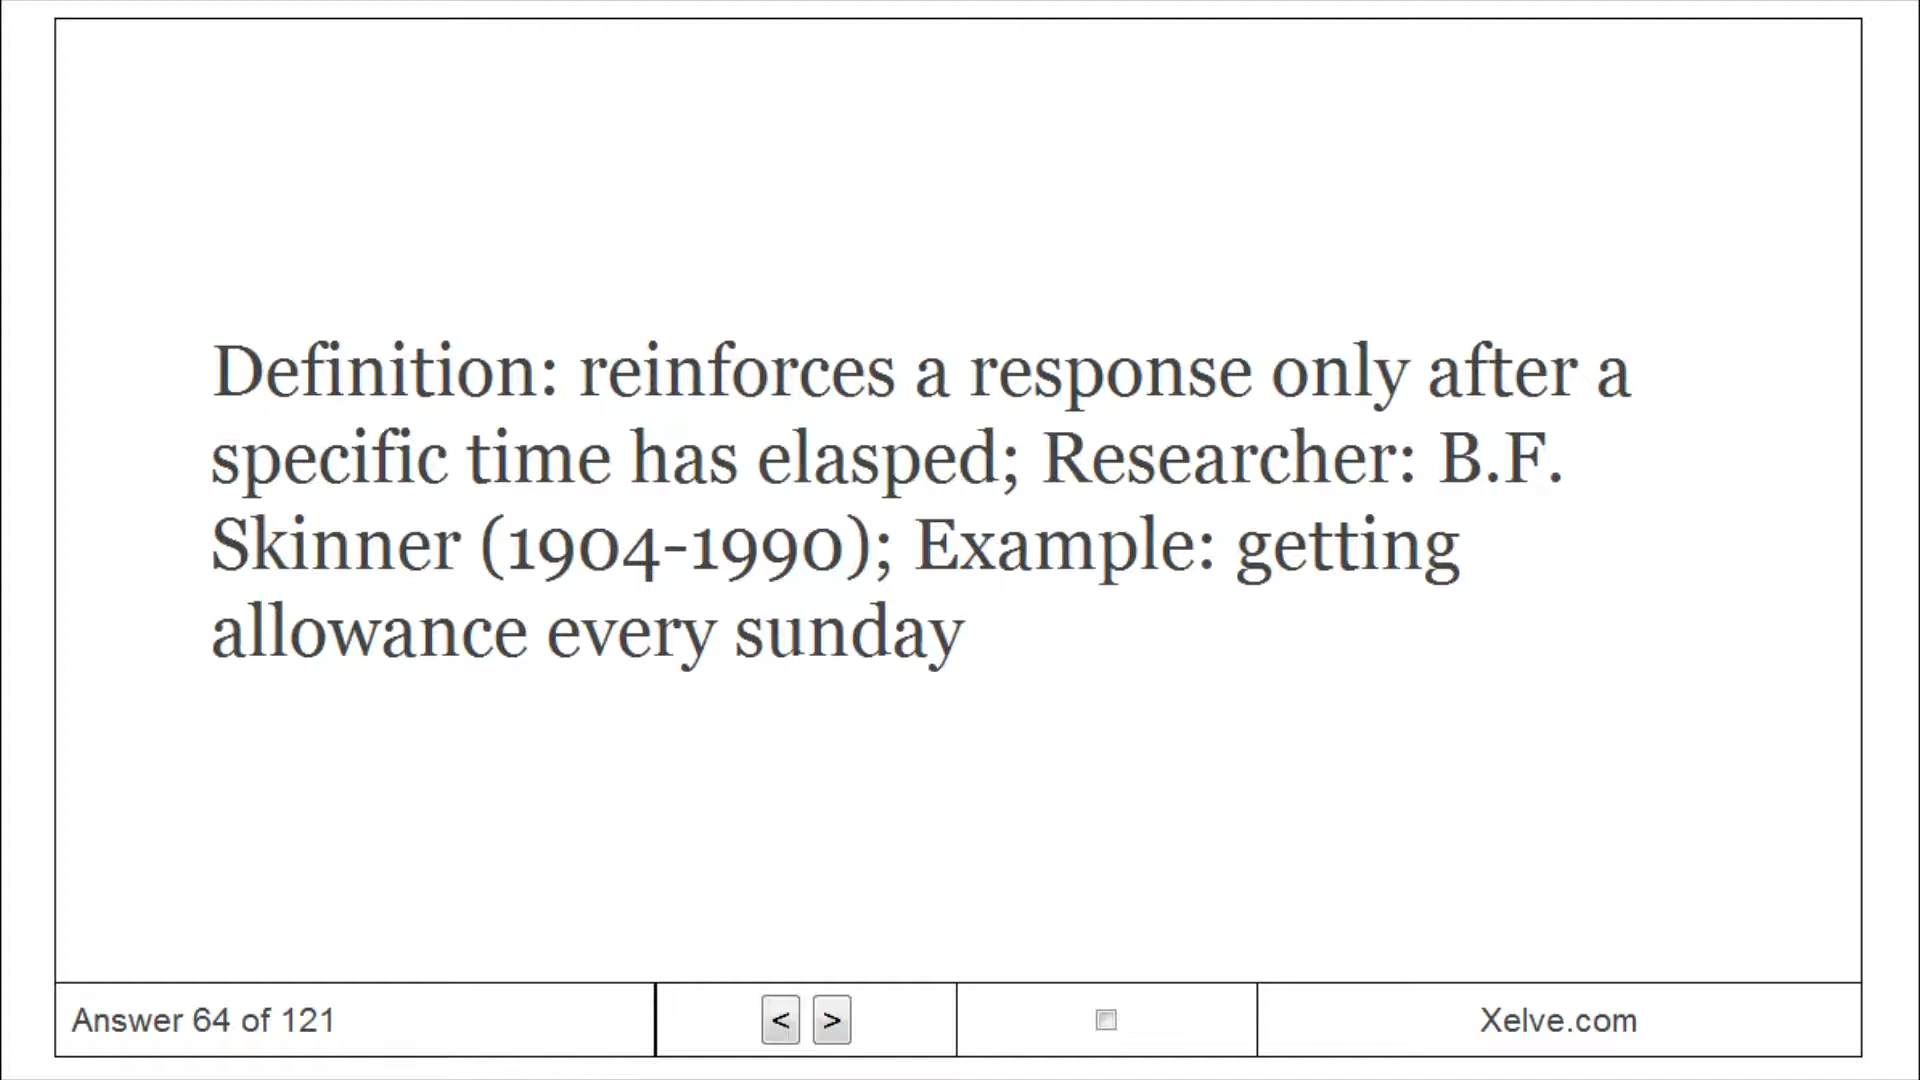 Definition: reinforces a response only after a
specific time has elasped; Researcher: B.F.
Skinner (1904-1990); Example: getting
allowance every sunday
Answer 64 of 121
< >
Xelve.com